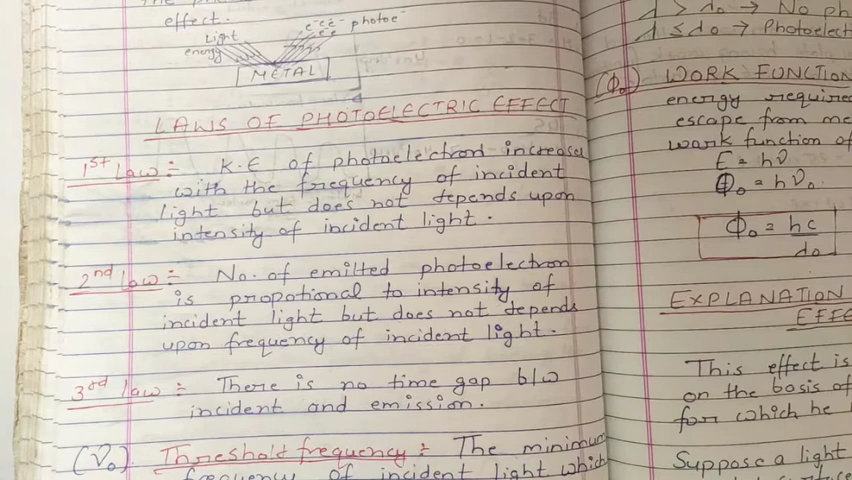 effect.
Light
energy
photoe⁻
METAL
LAWS OF PHOTOELECTRIC EFFECT
1st law :- K.E of photoelectron increases
with the frequency of incident
light but does not depends upon
intensity of incident light.
2nd law :- No. of emitted photoelectron
is propotional to intensity of
incident light but does not depends
upon frequency of incident light.
3rd law :- There is no time gap b/w
incident and emission.
(ν₀) Threshold frequency :- The minimum
frequency of incident light which
λ > λ₀ → No ph
λ ≤ λ₀ → Photoelect
(Φ₀) WORK FUNCTION
energy require
escape from me
work function of
E = hν
Φ₀ = hν₀
Φ₀ = hc
λ₀
EXPLANATION
EFFE
This effect is
on the basis of
for which he
Suppose a light